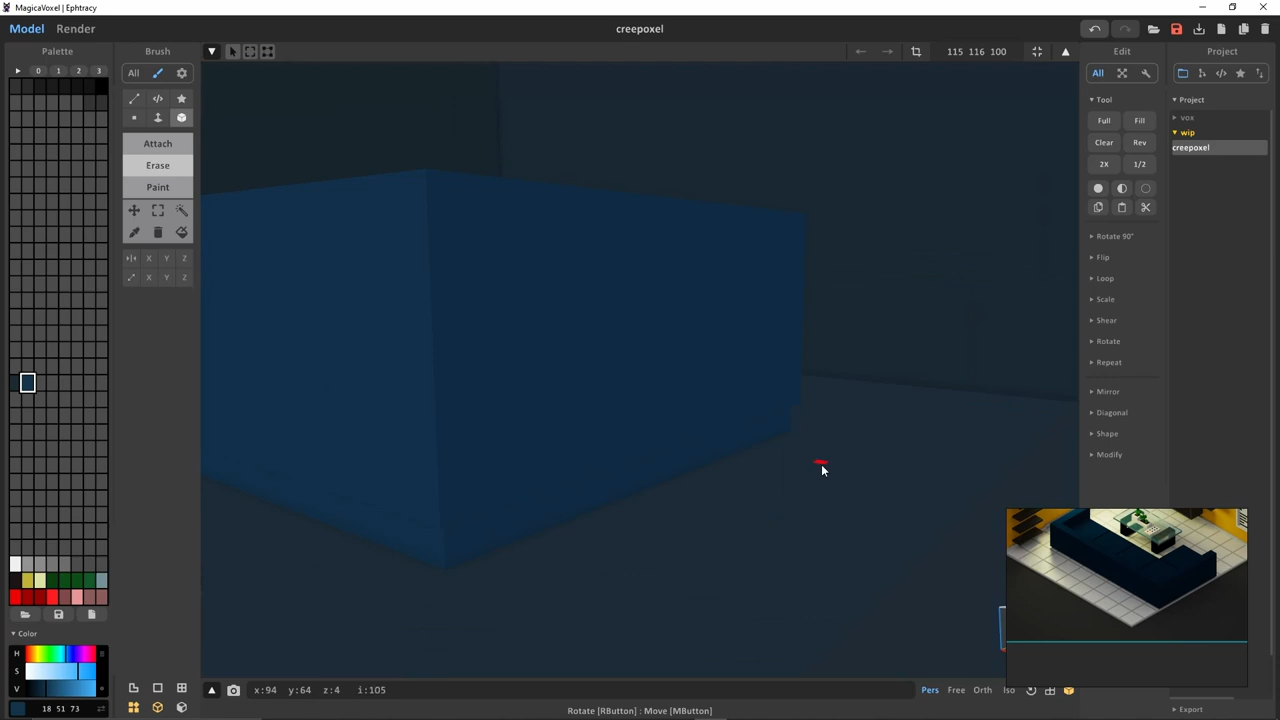 MagicaVoxel | Ephtracy
Model Render
creepoxel
Palette
0 1 2 3
Color
H
S
V
18 51 73
Brush
All
Attach
Erase
Paint
X Y Z
X Y Z
115 116 100
Edit
All
Tool
Full Fill
Clear Rev
2X 1/2
Rotate 90°
Flip
Loop
Scale
Shear
Rotate
Repeat
Mirror
Diagonal
Shape
Modify
Project
Project
vox
wip
creepoxel
Export
x:94 y:64 z:4 i:105
Pers Free Orth Iso
Rotate [RButton] : Move [MButton]